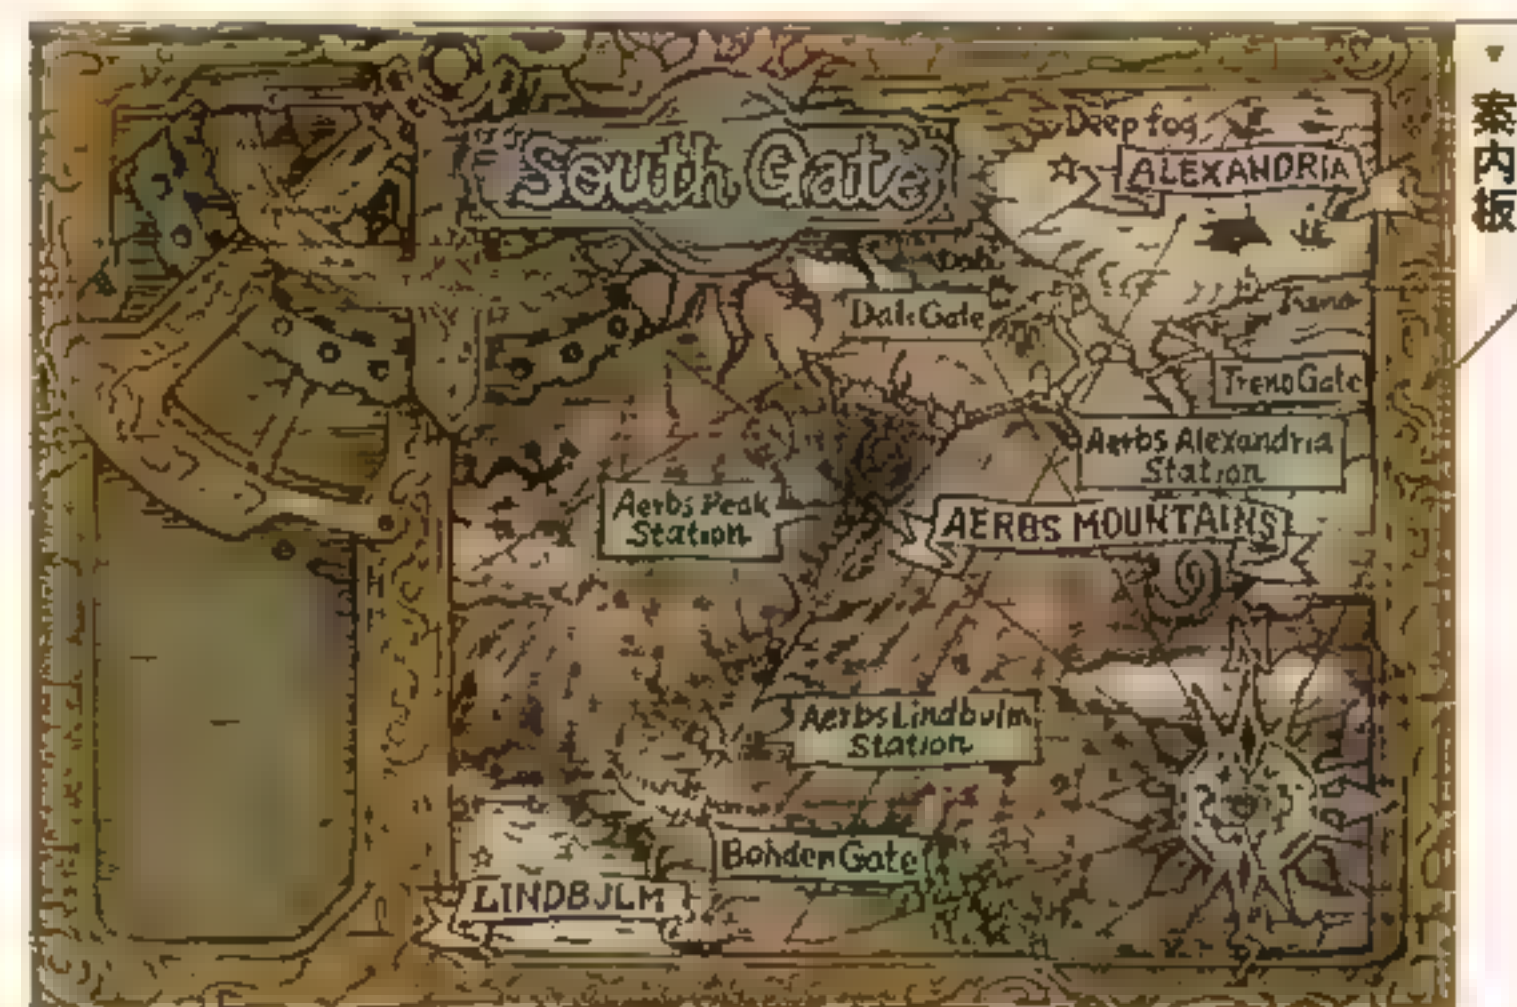 South Gate
Deep fog
ALEXANDRIA
Dali
Dali Gate
Treno
Treno Gate
Aerbs Alexandria
Station
Aerbs Peak
Station
AERBS MOUNTAINS
Aerbs Lindbulm
Station
Bohden Gate
LINDBJLM
案内板